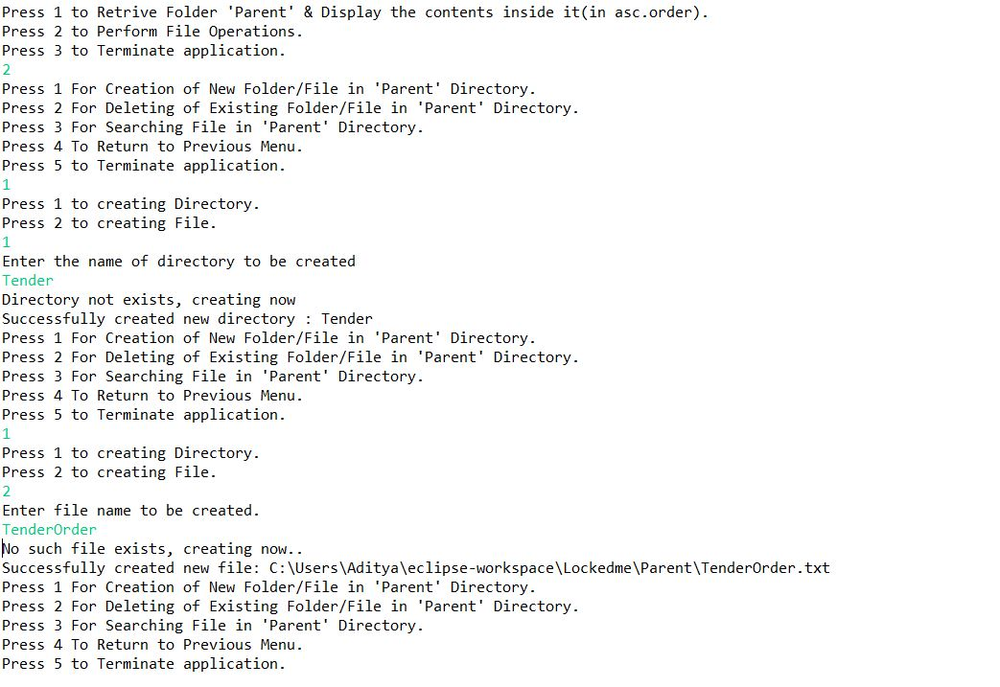 Press 1 to Retrive Folder 'Parent' & Display the contents inside it(in asc.order).
Press 2 to Perform File Operations.
Press 3 to Terminate application.
2
Press 1 For Creation of New Folder/File in 'Parent' Directory.
Press 2 For Deleting of Existing Folder/File in 'Parent' Directory.
Press 3 For Searching File in 'Parent' Directory.
Press 4 To Return to Previous Menu.
Press 5 to Terminate application.
1
Press 1 to creating Directory.
Press 2 to creating File.
1
Enter the name of directory to be created
Tender
Directory not exists, creating now
Successfully created new directory : Tender
Press 1 For Creation of New Folder/File in 'Parent' Directory.
Press 2 For Deleting of Existing Folder/File in 'Parent' Directory.
Press 3 For Searching File in 'Parent' Directory.
Press 4 To Return to Previous Menu.
Press 5 to Terminate application.
1
Press 1 to creating Directory.
Press 2 to creating File.
2
Enter file name to be created.
TenderOrder
No such file exists, creating now..
Successfully created new file: C:\Users\Aditya\eclipse-workspace\Lockedme\Parent\TenderOrder.txt
Press 1 For Creation of New Folder/File in 'Parent' Directory.
Press 2 For Deleting of Existing Folder/File in 'Parent' Directory.
Press 3 For Searching File in 'Parent' Directory.
Press 4 To Return to Previous Menu.
Press 5 to Terminate application.